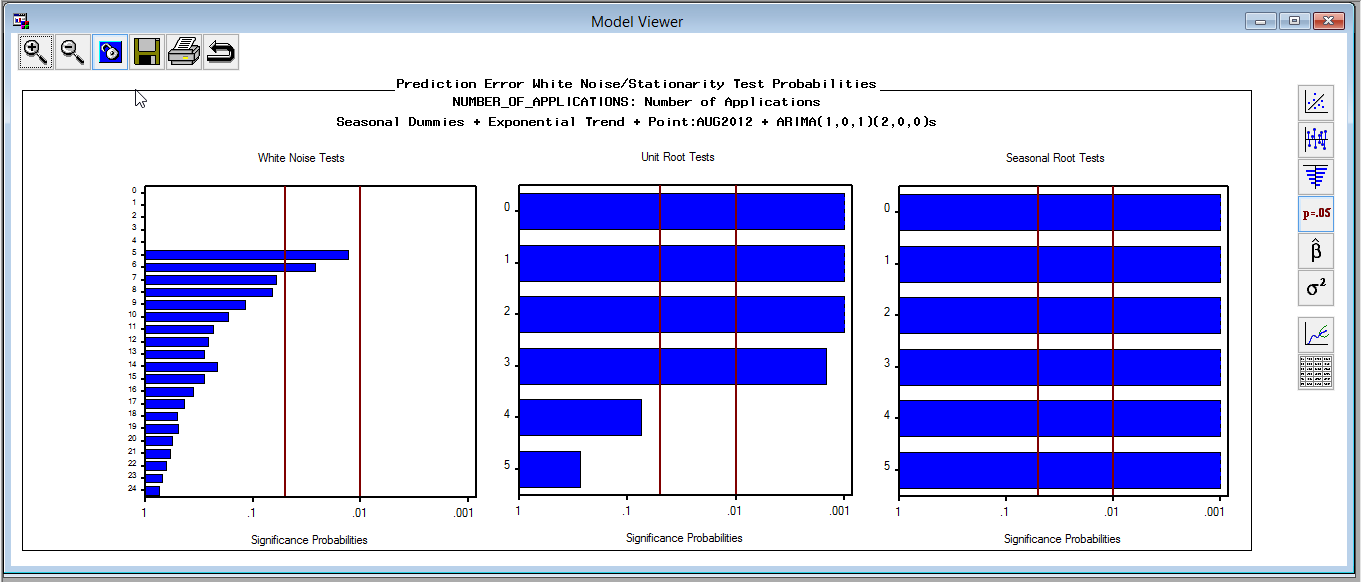 Model Viewer
Prediction Error White Noise/Stationarity Test Probabilities
NUMBER_OF_APPLICATIONS: Number of Applications
Seasonal Dummies + Exponential Trend + Point:AUG2012 + ARIMA(1,0,1)(2,0,0)s
White Noise Tests
0
1
2
3
4
5
6
7
8
9
10
11
12
13
14
15
16
17
18
19
20
21
22
23
24
1 .1 .01 .001
Significance Probabilities
Unit Root Tests
0
1
2
3
4
5
1 .1 .01 .001
Significance Probabilities
Seasonal Root Tests
0
1
2
3
4
5
1 .1 .01 .001
Significance Probabilities
p=.05
β̂
σ²